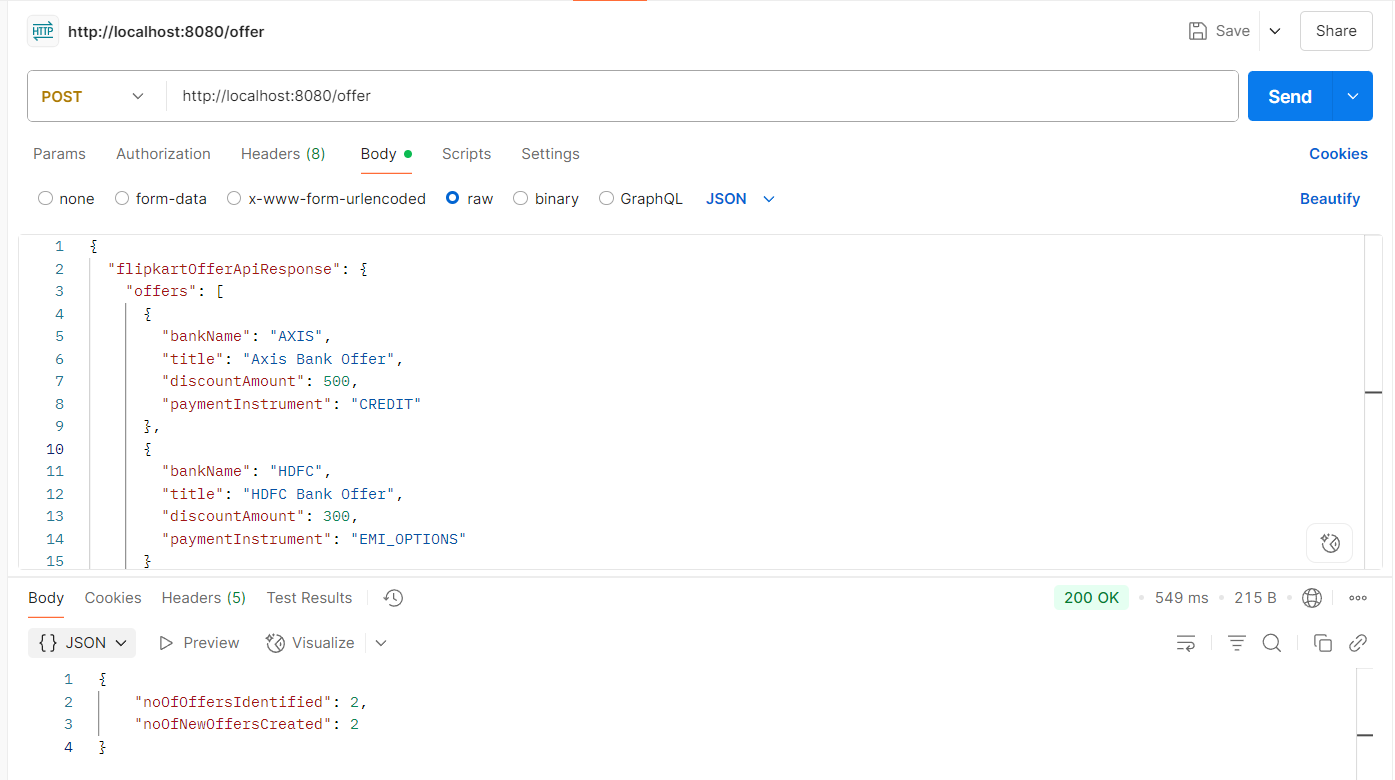 HTTP http://localhost:8080/offer Save Share
POST http://localhost:8080/offer Send
Params Authorization Headers (8) Body Scripts Settings Cookies
none form-data x-www-form-urlencoded raw binary GraphQL JSON Beautify
1 {
2 "flipkartOfferApiResponse": {
3 "offers": [
4 {
5 "bankName": "AXIS",
6 "title": "Axis Bank Offer",
7 "discountAmount": 500,
8 "paymentInstrument": "CREDIT"
9 },
10 {
11 "bankName": "HDFC",
12 "title": "HDFC Bank Offer",
13 "discountAmount": 300,
14 "paymentInstrument": "EMI_OPTIONS"
15 }
Body Cookies Headers (5) Test Results 200 OK • 549 ms • 215 B •
{} JSON Preview Visualize
1 {
2 "noOfOffersIdentified": 2,
3 "noOfNewOffersCreated": 2
4 }